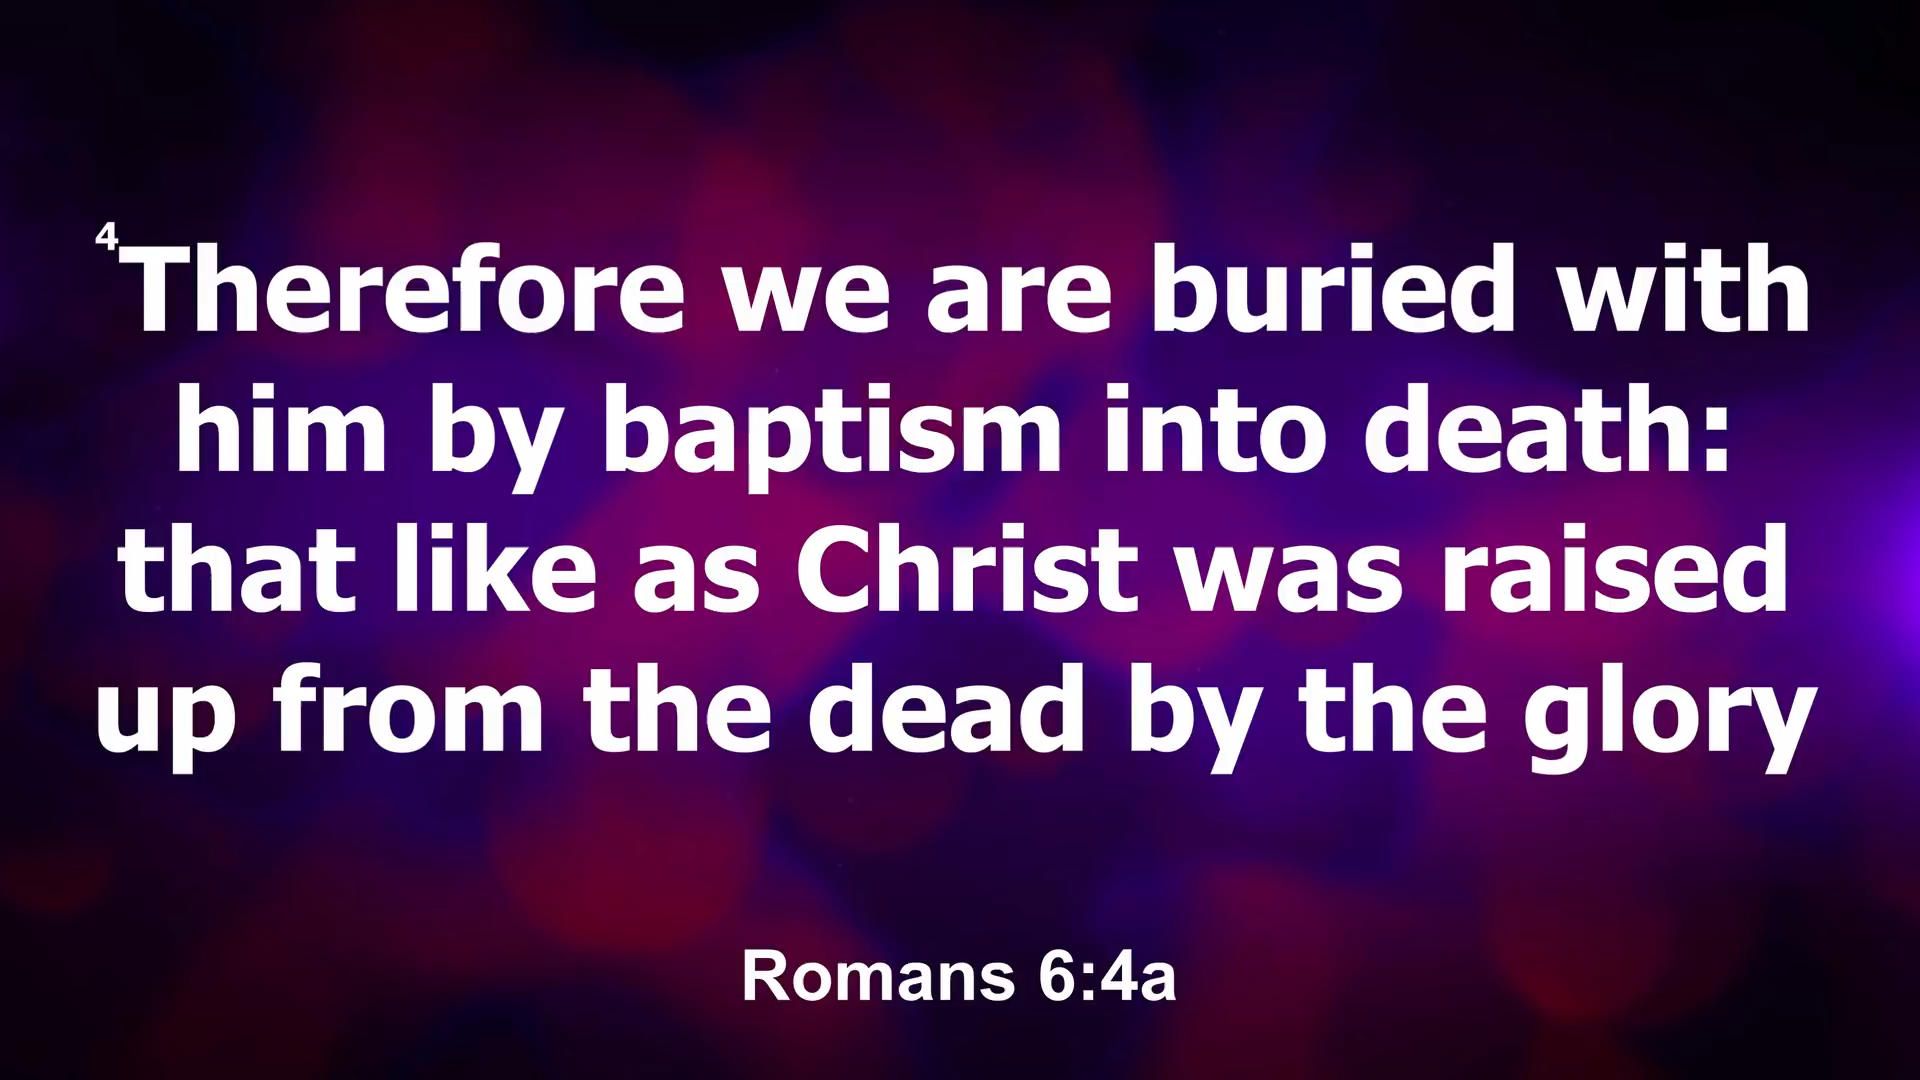 4Therefore we are buried with
him by baptism into death:
that like as Christ was raised
up from the dead by the glory
Romans 6:4a